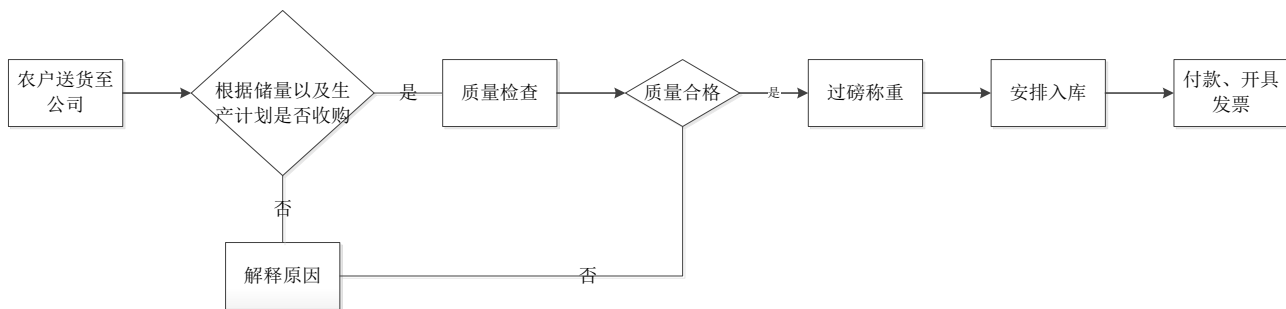 农户送货至
公司
根据储量以及生
产计划是否收购
是
质量检查
质量合格
是
过磅称重
安排入库
付款、开具
发票
否
解释原因
否